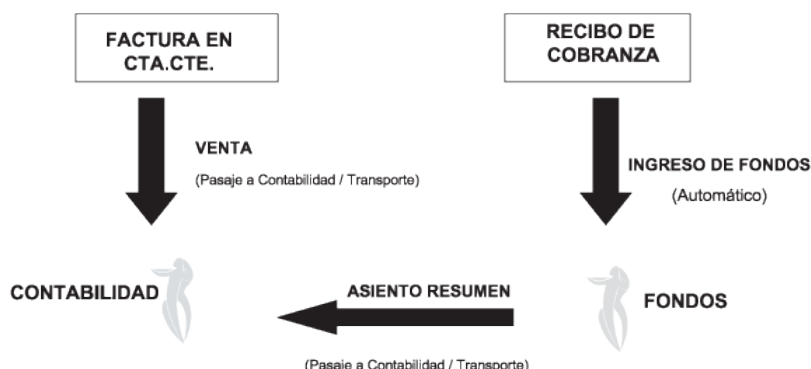 FACTURA EN
CTA.CTE.
RECIBO DE
COBRANZA
VENTA
(Pasaje a Contabilidad / Transporte)
INGRESO DE FONDOS
(Automático)
CONTABILIDAD
ASIENTO RESUMEN
FONDOS
(Pasaje a Contabilidad / Transporte)